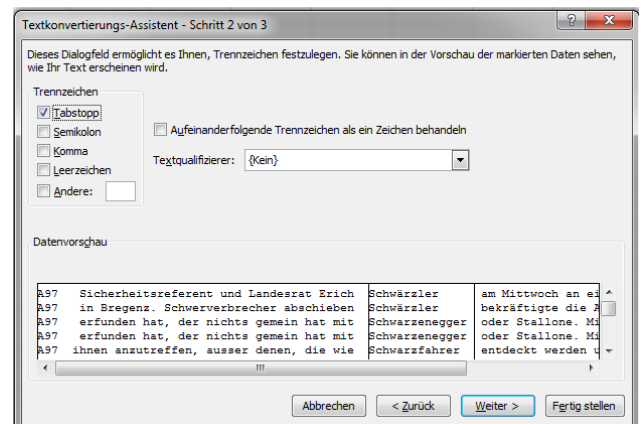 Textkonvertierungs-Assistent - Schritt 2 von 3
Dieses Dialogfeld ermöglicht es Ihnen, Trennzeichen festzulegen. Sie können in der Vorschau der markierten Daten sehen,
wie Ihr Text erscheinen wird.
Trennzeichen
Tabstopp
Semikolon
Komma
Leerzeichen
Andere:
Aufeinanderfolgende Trennzeichen als ein Zeichen behandeln
Textqualifizierer: {Kein}
Datenvorschau
A97 Sicherheitsreferent und Landesrat Erich Schwärzler am Mittwoch an ei
A97 in Bregenz. Schwerverbrecher abschieben Schwärzler bekräftigte die A
A97 erfunden hat, der nichts gemein hat mit Schwarzenegger oder Stallone. Mi
A97 erfunden hat, der nichts gemein hat mit Schwarzenegger oder Stallone. Mi
A97 ihnen anzutreffen, ausser denen, die wie Schwarzfahrer entdeckt werden u
Abbrechen < Zurück Weiter > Fertig stellen